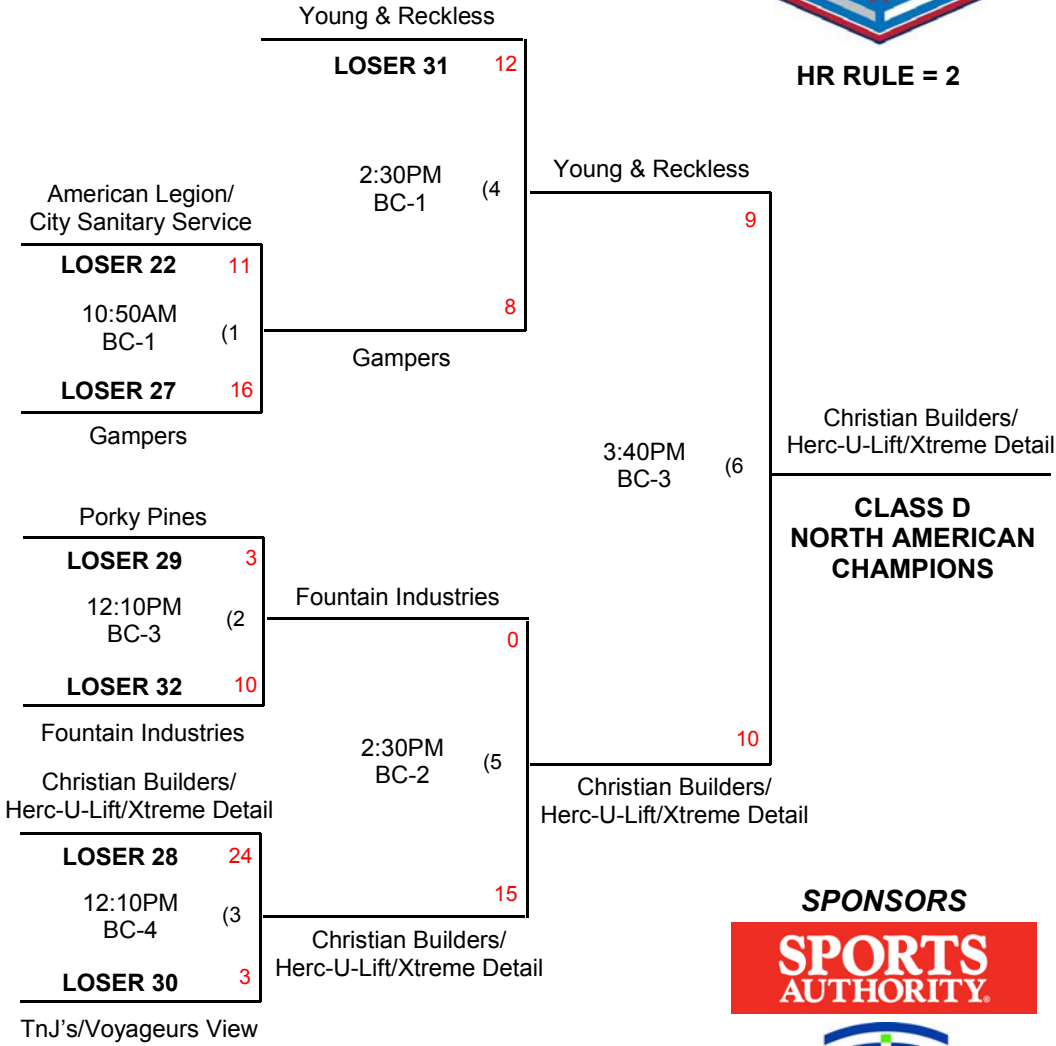 Young & Reckless
LOSER 31 12
HR RULE = 2
2:30PM
BC-1 (4
Young & Reckless
9
American Legion/
City Sanitary Service
LOSER 22 11
10:50AM
BC-1 (1
8
Gampers
LOSER 27 16
Gampers
3:40PM
BC-3 (6
Christian Builders/
Herc-U-Lift/Xtreme Detail
CLASS D
NORTH AMERICAN
CHAMPIONS
Porky Pines
LOSER 29 3
12:10PM
BC-3 (2
Fountain Industries
0
LOSER 32 10
Fountain Industries
2:30PM
BC-2 (5
10
Christian Builders/
Herc-U-Lift/Xtreme Detail
Christian Builders/
Herc-U-Lift/Xtreme Detail
LOSER 28 24
12:10PM
BC-4 (3
15
Christian Builders/
Herc-U-Lift/Xtreme Detail
LOSER 30 3
TnJ's/Voyageurs View
SPONSORS
SPORTS
AUTHORITY.